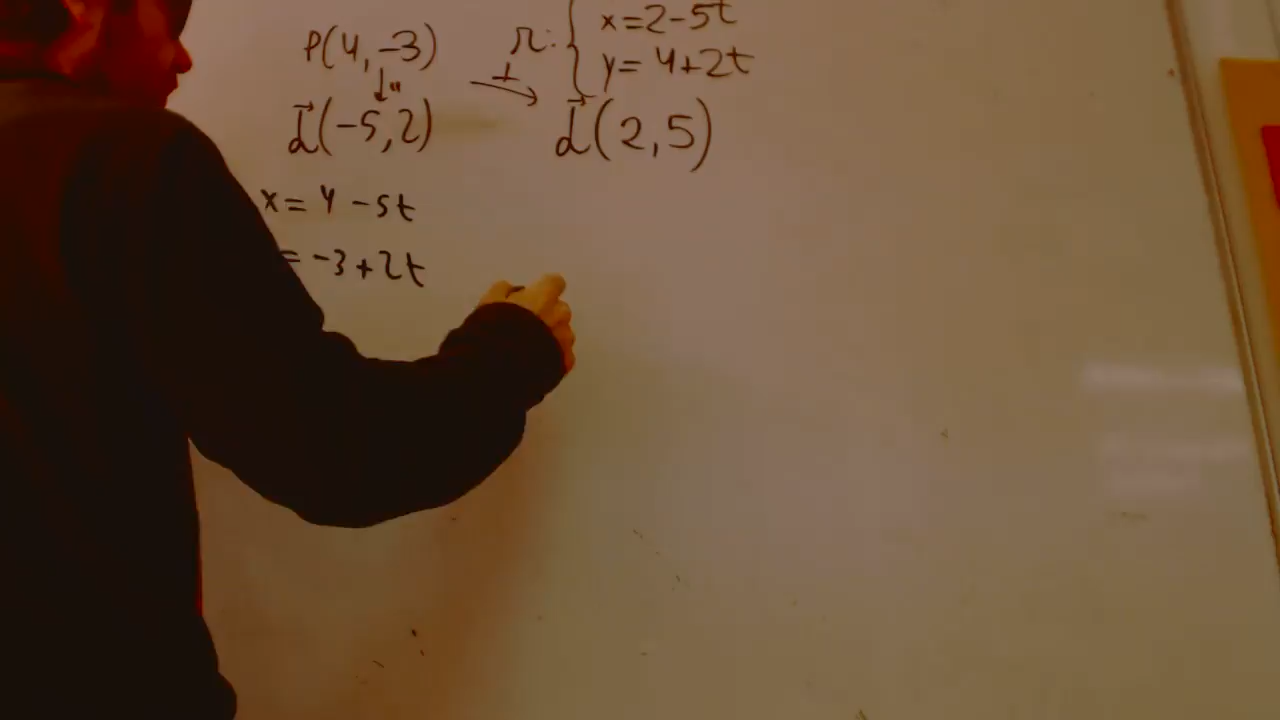 P(4,-3)
↓"
d⃗(-5,2)
x= 4 -5t
= -3+2t
⊥
→
r: { x=2-5t
y= 4+2t
d⃗(2,5)